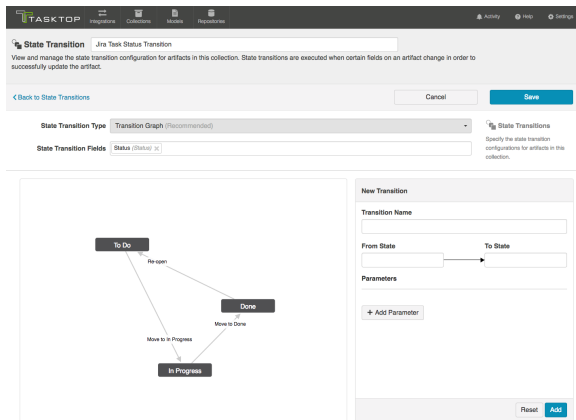 TASKTOP
Integrations
Collections
Models
Repositories
Activity
Help
Settings
State Transition
Jira Task Status Transition
View and manage the state transition configuration for artifacts in this collection. State transitions are executed when certain fields on an artifact change in order to
successfully update the artifact.
Back to State Transitions
Cancel
Save
State Transition Type
Transition Graph (Recommended)
State Transition Fields
Status (Status)
State Transitions
Specify the state transition
configurations for artifacts in this
collection.
To Do
Re-open
Done
Move to Done
Move to In Progress
In Progress
New Transition
Transition Name
From State
To State
Parameters
+ Add Parameter
Reset
Add